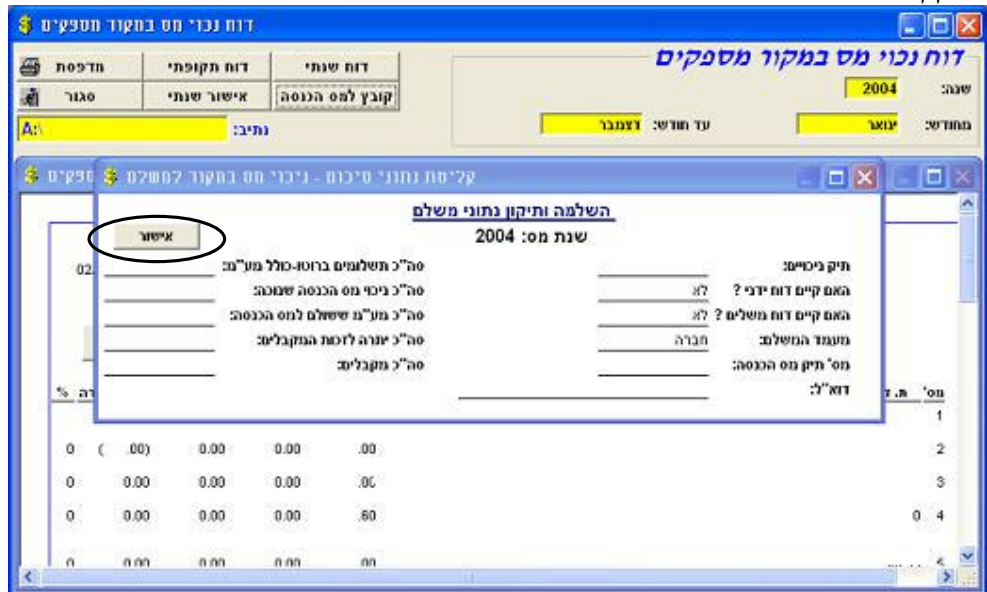 דוח נכוי מס במקור מספקים
דוח נכוי מס במקור מספקים
דוח שנתי דוח תקופתי מדפסת
קובץ למס הכנסה אישור שנתי סגור
שנה: 2004
מחודש: ינואר עד חודש: דצמבר
נתיב: A:\
קליטת נתוני סיכום - ניכוי מס במקור למשלם
השלמה ותיקון נתוני משלם
שנת מס: 2004
אישור
תיק ניכויים:
האם קיים דוח ידני ? לא
האם קיים דוח משלים ? לא
מעמד המשלם: חברה
מס' תיק מס הכנסה:
דוא"ל:
סה"כ תשלומים ברוטו-כולל מע"מ:
סה"כ ניכוי מס הכנסה שנוכה:
סה"כ מע"מ ששולם למס הכנסה:
סה"כ יתרה לזכות המקבלים:
סה"כ מקבלים:
02.
מס' %
1
2 .00 0.00 0.00 ( .00) 0
3 0.00 0.00 0.00 0
4 .60 0.00 0.00 0.00 0